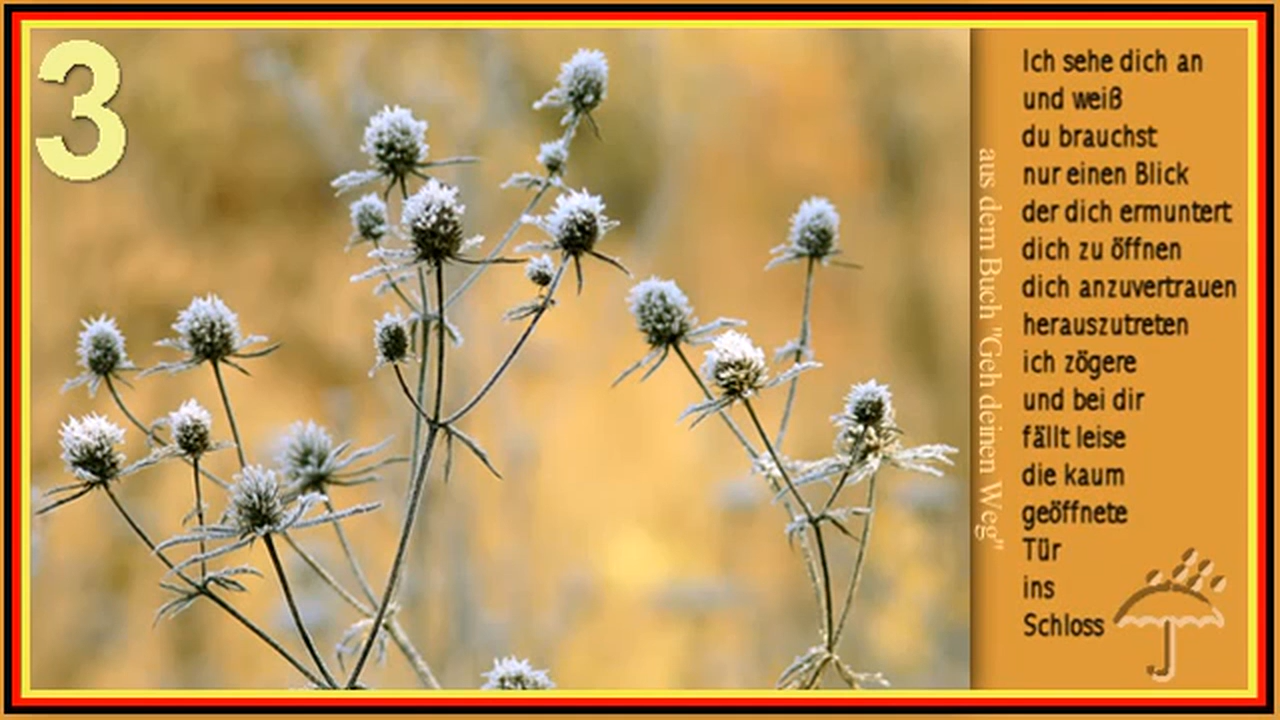 3
Ich sehe dich an
und weiß
du brauchst
nur einen Blick
der dich ermuntert
dich zu öffnen
dich anzuvertrauen
herauszutreten
ich zögere
und bei dir
fällt leise
die kaum
geöffnete
Tür
ins
Schloss
aus dem Buch "Geh deinen Weg"